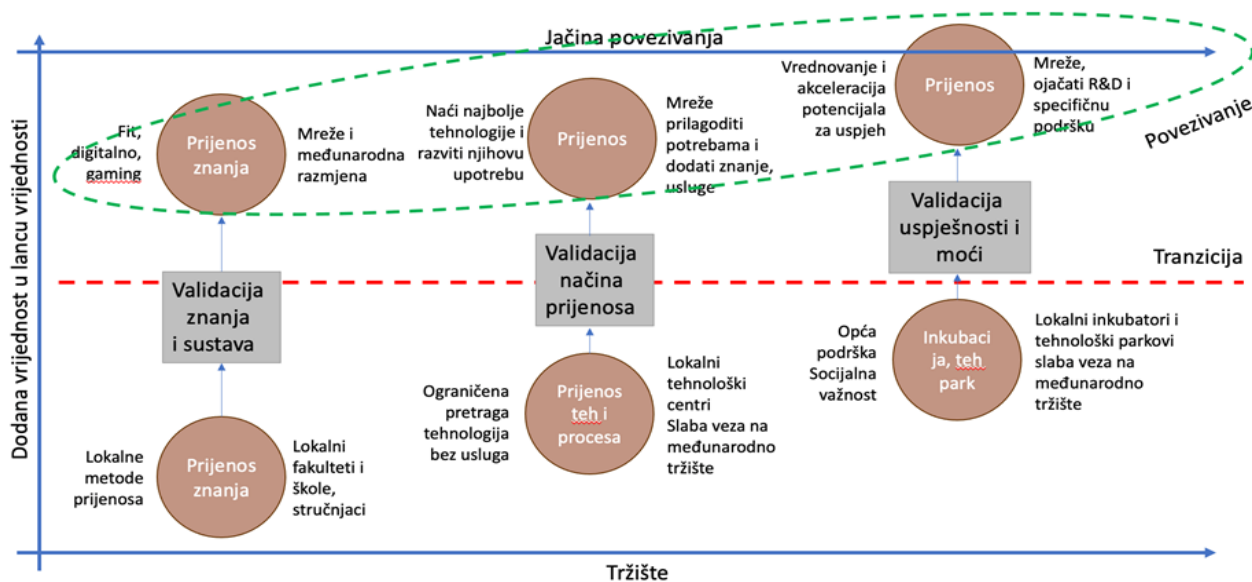 Jačina povezivanja
Dodana vrijednost u lancu vrijednosti
Fit,
digitalno,
gaming
Prijenos
znanja
Mreže i
međunarodna
razmjena
Naći najbolje
tehnologije i
razviti njihovu
upotrebu
Prijenos
Mreže
prilagoditi
potrebama i
dodati znanje,
usluge
Vrednovanje i
akceleracija
potencijala
za uspjeh
Prijenos
Mreže,
ojačati R&D i
specifičnu
podršku
Povezivanje
Validacija
znanja
i sustava
Validacija
načina
prijenosa
Validacija
uspješnosti i
moći
Tranzicija
Lokalne
metode
prijenosa
Prijenos
znanja
Lokalni
fakulteti i
škole,
stručnjaci
Ograničena
pretraga
tehnologija
bez usluga
Prijenos
teh i
procesa
Lokalni
tehnološki
centri
Slaba veza na
međunarodno
tržište
Opća
podrška
Socijalna
važnost
Inkubaci
ja, teh
park
Lokalni inkubatori i
tehnološki parkovi
slaba veza na
međunarodno
tržište
Tržište